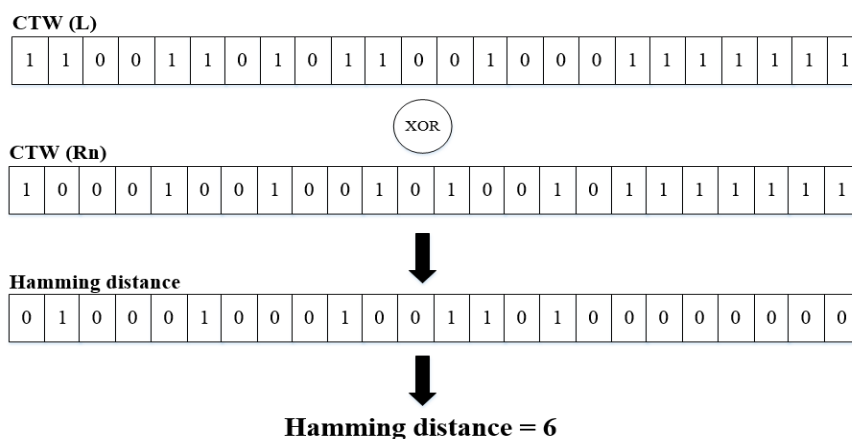 CTW (L)
1 1 0 0 1 1 0 1 0 1 1 0 0 1 0 0 0 1 1 1 1 1 1 1
XOR
CTW (Rn)
1 0 0 0 1 0 0 1 0 0 1 0 1 0 0 1 0 1 1 1 1 1 1 1
Hamming distance
0 1 0 0 0 1 0 0 0 1 0 0 1 1 0 1 0 0 0 0 0 0 0 0
Hamming distance = 6